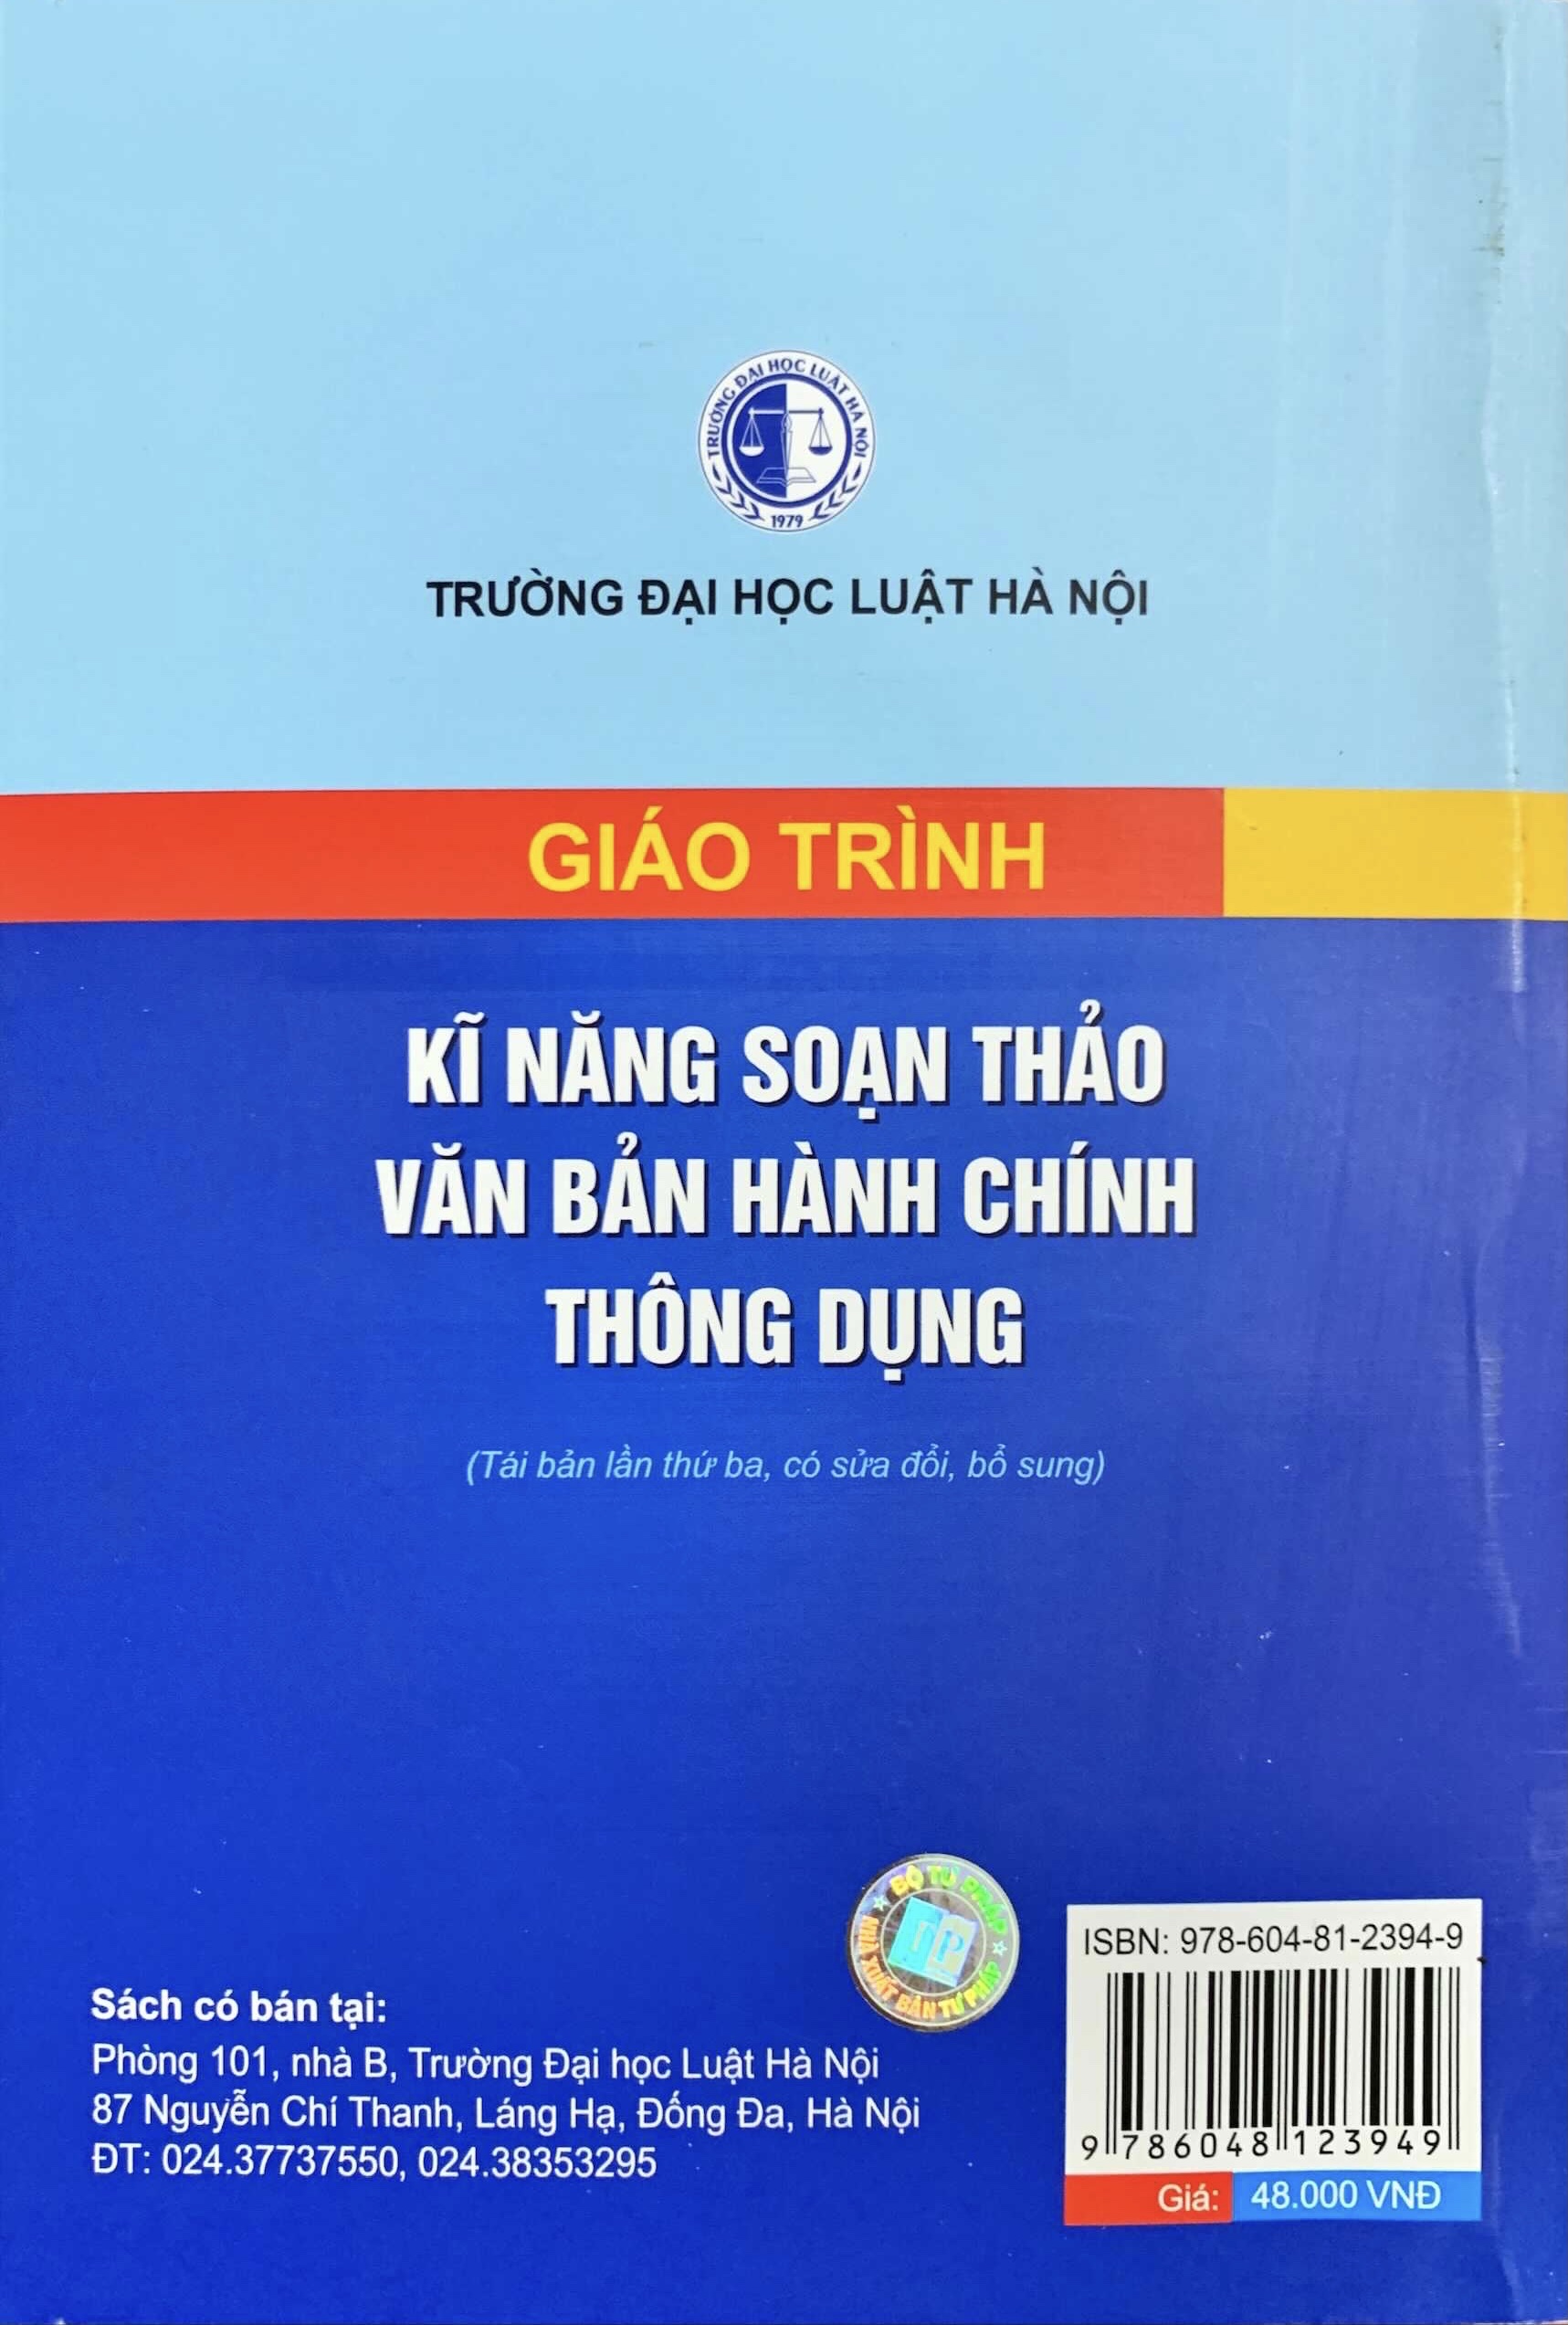 TRƯỜNG ĐẠI HỌC LUẬT HÀ NỘI
1979
TRƯỜNG ĐẠI HỌC LUẬT HÀ NỘI
GIÁO TRÌNH
KĨ NĂNG SOẠN THẢO
VĂN BẢN HÀNH CHÍNH
THÔNG DỤNG
(Tái bản lần thứ ba, có sửa đổi, bổ sung)
BỘ TƯ PHÁP
TP
NHÀ XUẤT BẢN TƯ PHÁP
Sách có bán tại:
Phòng 101, nhà B, Trường Đại học Luật Hà Nội
87 Nguyễn Chí Thanh, Láng Hạ, Đống Đa, Hà Nội
ĐT: 024.37737550, 024.38353295
ISBN: 978-604-81-2394-9
9 786048 123949
Giá: 48.000 VNĐ